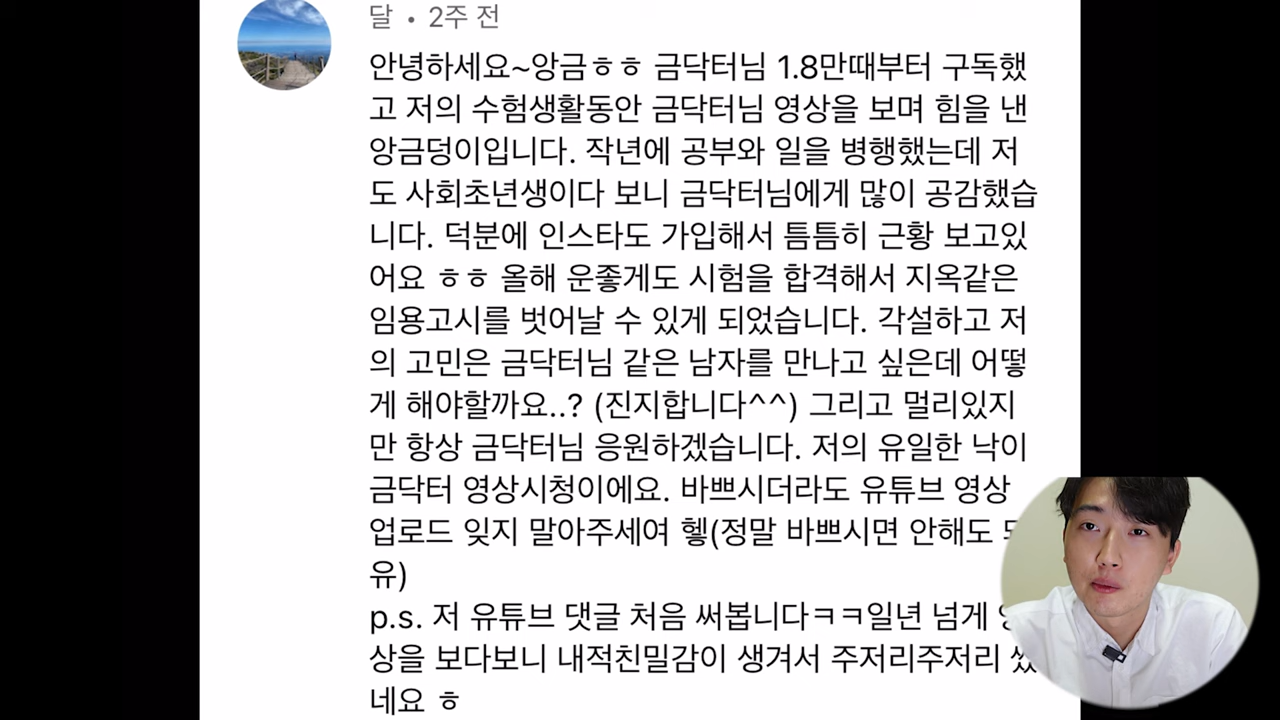 달 • 2주 전
안녕하세요~앙금ㅎㅎ 금닥터님 1.8만때부터 구독했
고 저의 수험생활동안 금닥터님 영상을 보며 힘을 낸
앙금덩이입니다. 작년에 공부와 일을 병행했는데 저
도 사회초년생이다 보니 금닥터님에게 많이 공감했습
니다. 덕분에 인스타도 가입해서 틈틈히 근황 보고있
어요 ㅎㅎ 올해 운좋게도 시험을 합격해서 지옥같은
임용고시를 벗어날 수 있게 되었습니다. 각설하고 저
의 고민은 금닥터님 같은 남자를 만나고 싶은데 어떻
게 해야할까요..? (진지합니다^^) 그리고 멀리있지
만 항상 금닥터님 응원하겠습니다. 저의 유일한 낙이
금닥터 영상시청이에요. 바쁘시더라도 유튜브 영상
업로드 잊지 말아주세여 헿(정말 바쁘시면 안해도
유)
p.s. 저 유튜브 댓글 처음 써봅니다ㅋㅋ일년 넘게
상을 보다보니 내적친밀감이 생겨서 주저리주저리 썼
네요 ㅎ